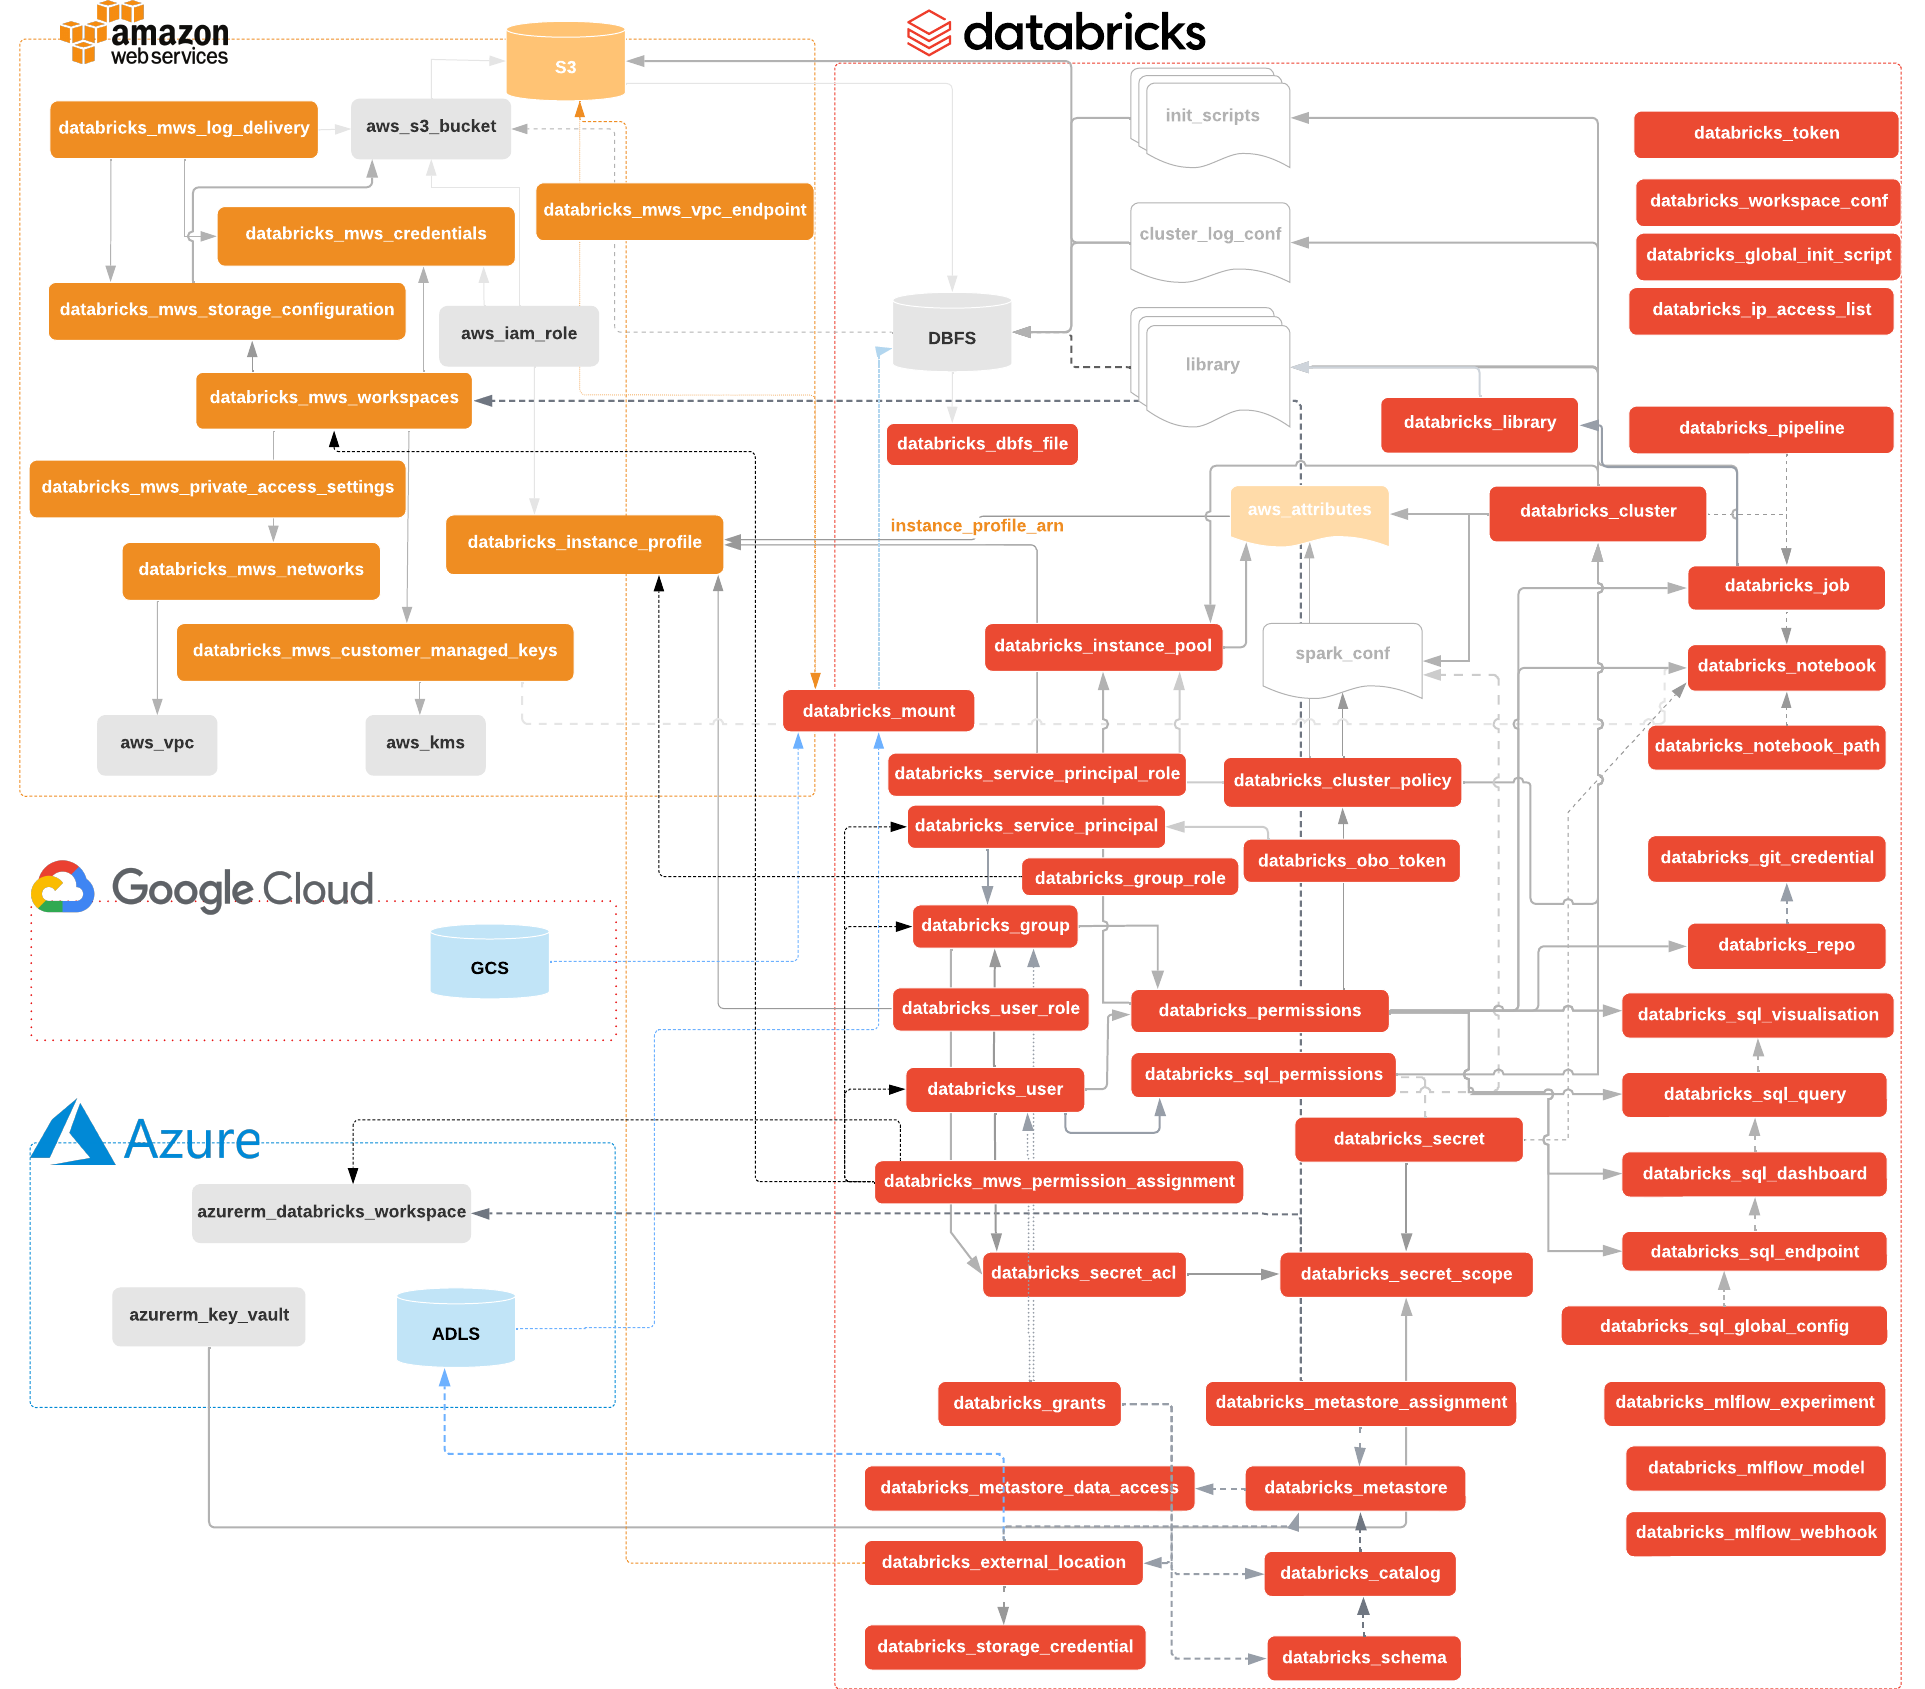 amazon
webservices
databricks
S3
databricks_mws_log_delivery
aws_s3_bucket
init_scripts
databricks_token
databricks_mws_vpc_endpoint
databricks_workspace_conf
databricks_mws_credentials
cluster_log_conf
databricks_global_init_script
databricks_mws_storage_configuration
databricks_ip_access_list
aws_iam_role
DBFS
library
databricks_mws_workspaces
databricks_library
databricks_pipeline
databricks_dbfs_file
databricks_mws_private_access_settings
aws_attributes
databricks_cluster
instance_profile_arn
databricks_instance_profile
databricks_mws_networks
databricks_job
databricks_mws_customer_managed_keys
databricks_instance_pool
spark_conf
databricks_notebook
databricks_mount
aws_vpc
aws_kms
databricks_notebook_path
databricks_service_principal_role
databricks_cluster_policy
databricks_service_principal
databricks_obo_token
databricks_git_credential
Google Cloud
databricks_group_role
databricks_group
databricks_repo
GCS
databricks_user_role
databricks_permissions
databricks_sql_visualisation
databricks_user
databricks_sql_permissions
databricks_sql_query
Azure
databricks_secret
databricks_mws_permission_assignment
databricks_sql_dashboard
azurerm_databricks_workspace
databricks_sql_endpoint
databricks_secret_acl
databricks_secret_scope
azurerm_key_vault
ADLS
databricks_sql_global_config
databricks_grants
databricks_metastore_assignment
databricks_mlflow_experiment
databricks_mlflow_model
databricks_metastore_data_access
databricks_metastore
databricks_mlflow_webhook
databricks_external_location
databricks_catalog
databricks_storage_credential
databricks_schema